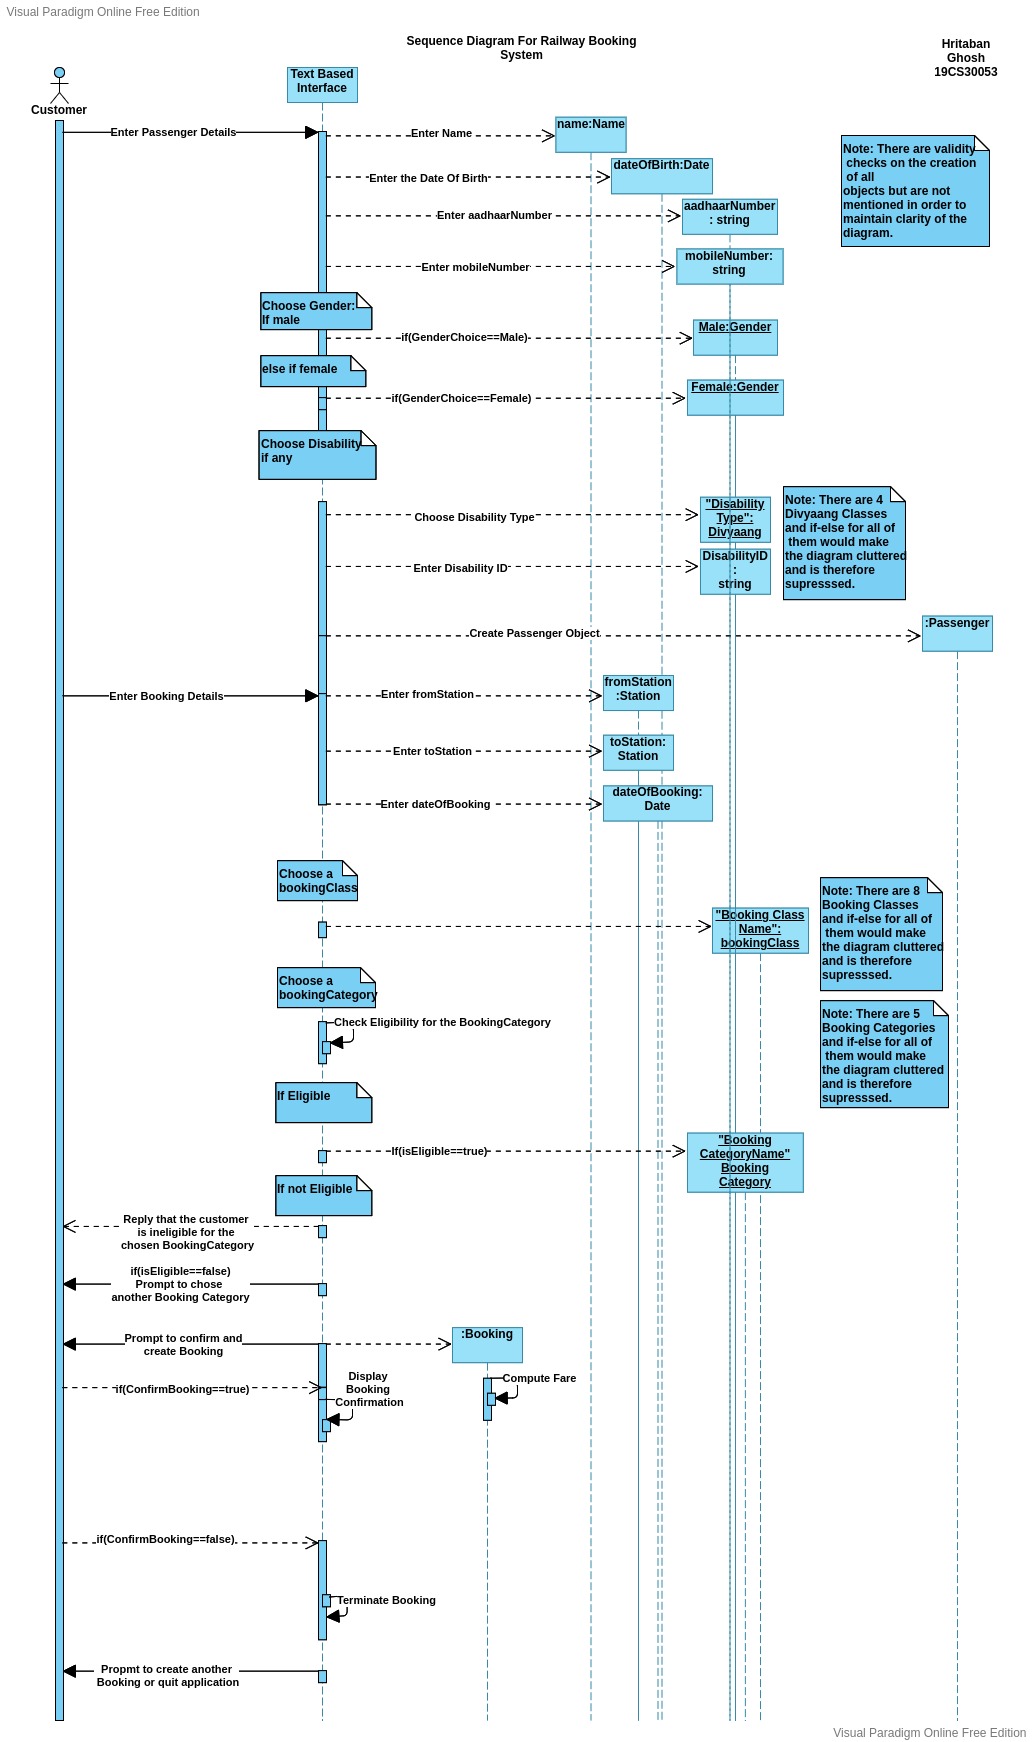 Visual Paradigm Online Free Edition
Sequence Diagram For Railway Booking
System
Hritaban
Ghosh
19CS30053
Customer
Text Based
Interface
Enter Passenger Details
Enter Name
name:Name
Enter the Date Of Birth
dateOfBirth:Date
Enter aadhaarNumber
aadhaarNumber
: string
Enter mobileNumber
mobileNumber:
string
Note: There are validity
checks on the creation
of all
objects but are not
mentioned in order to
maintain clarity of the
diagram.
Choose Gender:
If male
if(GenderChoice==Male)
Male:Gender
else if female
if(GenderChoice==Female)
Female:Gender
Choose Disability
if any
Choose Disability Type
"Disability
Type":
Divyaang
Enter Disability ID
DisabilityID
:
string
Note: There are 4
Divyaang Classes
and if-else for all of
them would make
the diagram cluttered
and is therefore
supresssed.
Create Passenger Object
:Passenger
Enter Booking Details
Enter fromStation
fromStation
:Station
Enter toStation
toStation:
Station
Enter dateOfBooking
dateOfBooking:
Date
Choose a
bookingClass
"Booking Class
Name":
bookingClass
Note: There are 8
Booking Classes
and if-else for all of
them would make
the diagram cluttered
and is therefore
supresssed.
Choose a
bookingCategory
Check Eligibility for the BookingCategory
Note: There are 5
Booking Categories
and if-else for all of
them would make
the diagram cluttered
and is therefore
supresssed.
If Eligible
If(isEligible==true)
"Booking
CategoryName"
Booking
Category
If not Eligible
Reply that the customer
is ineligible for the
chosen BookingCategory
if(isEligible==false)
Prompt to chose
another Booking Category
Prompt to confirm and
create Booking
:Booking
Compute Fare
if(ConfirmBooking==true)
Display
Booking
Confirmation
if(ConfirmBooking==false)
Terminate Booking
Propmt to create another
Booking or quit application
Visual Paradigm Online Free Edition